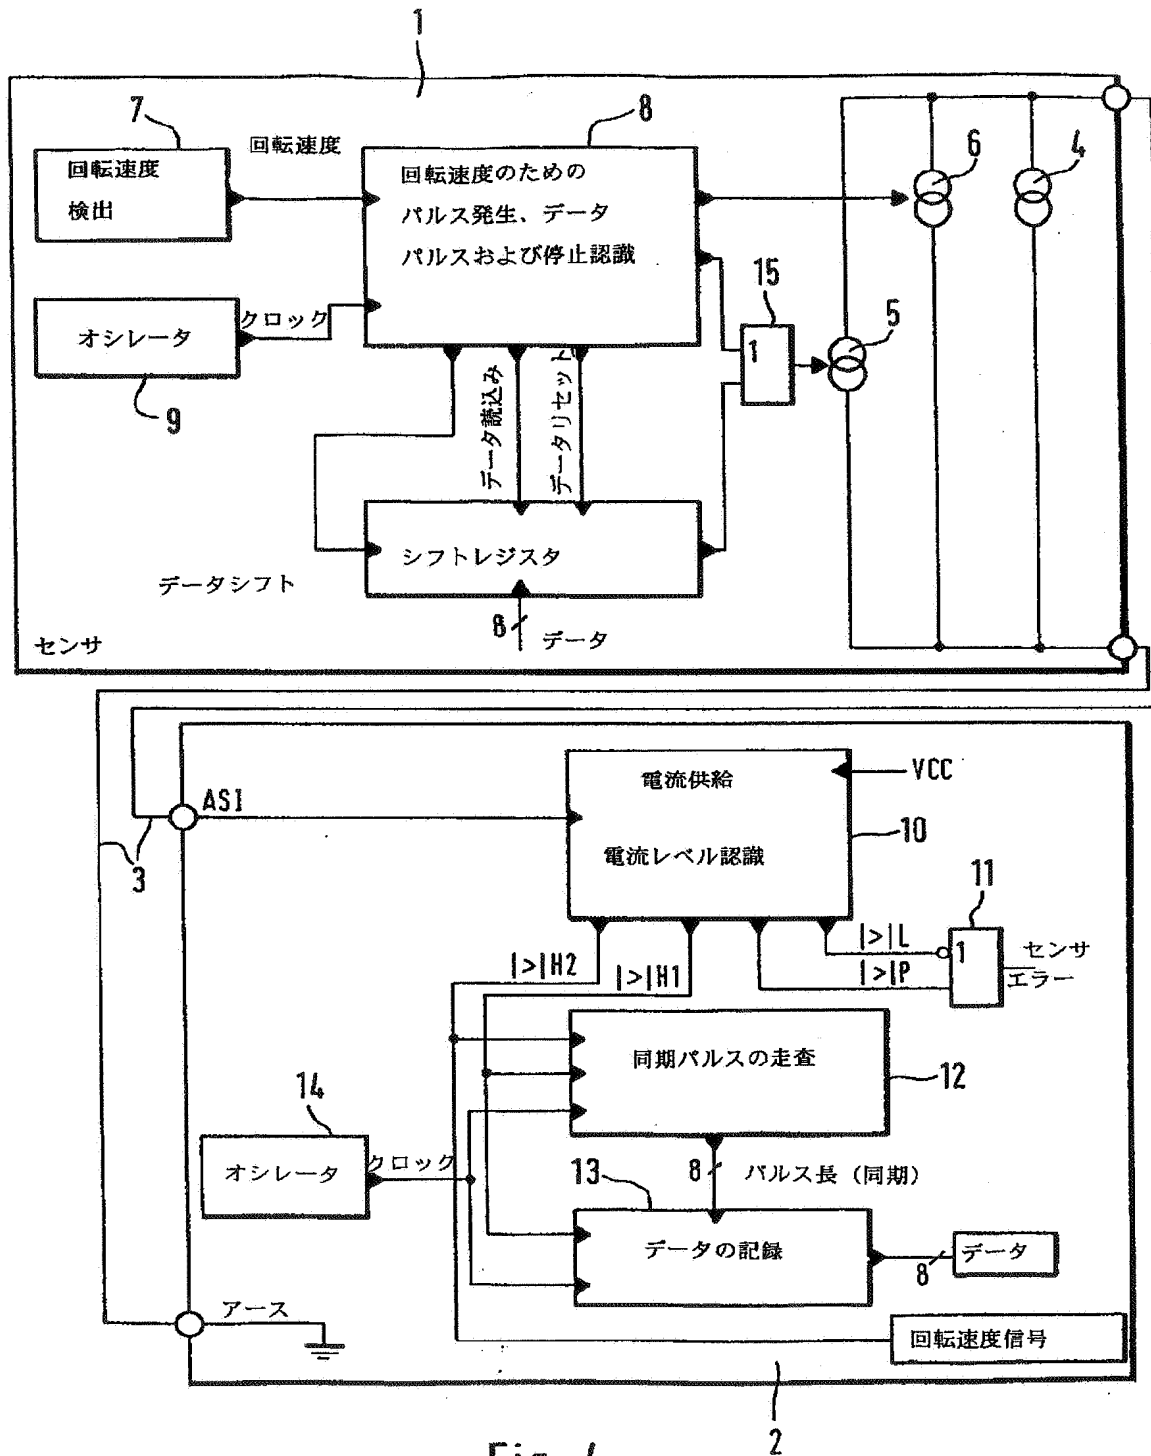 1
7
回転速度
検出
回転速度
8
回転速度のための
パルス発生、データ
パルスおよび停止認識
6
4
オシレータ
クロック
9
15
1
5
データ読込み
データリセット
シフトレジスタ
データシフト
8
データ
センサ
ASI
3
電流供給
電流レベル認識
VCC
10
11
I>IH2
I>IH1
I>IL
I>IP
1
センサ
エラー
同期パルスの走査
12
14
オシレータ
クロック
8
パルス長（同期）
13
データの記録
8
データ
アース
回転速度信号
2